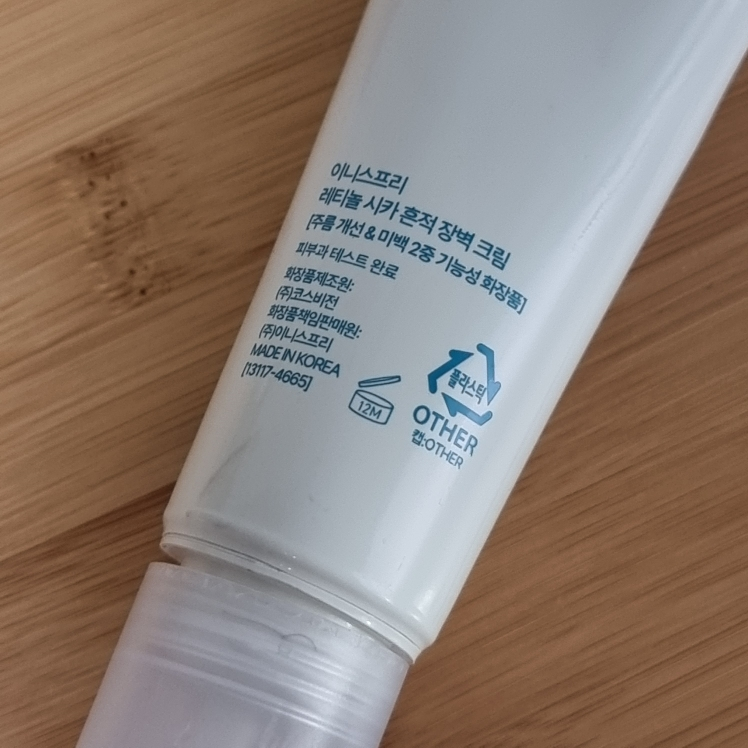 이니스프리
레티놀 시카 흔적 장벽 크림
[주름 개선 & 미백 2중 기능성 화장품]
피부과 테스트 완료
화장품제조원:
(주)코스비전
화장품책임판매원:
(주)이니스프리
MADE IN KOREA
[13117-4665]
12M
플라스틱
OTHER
캡:OTHER